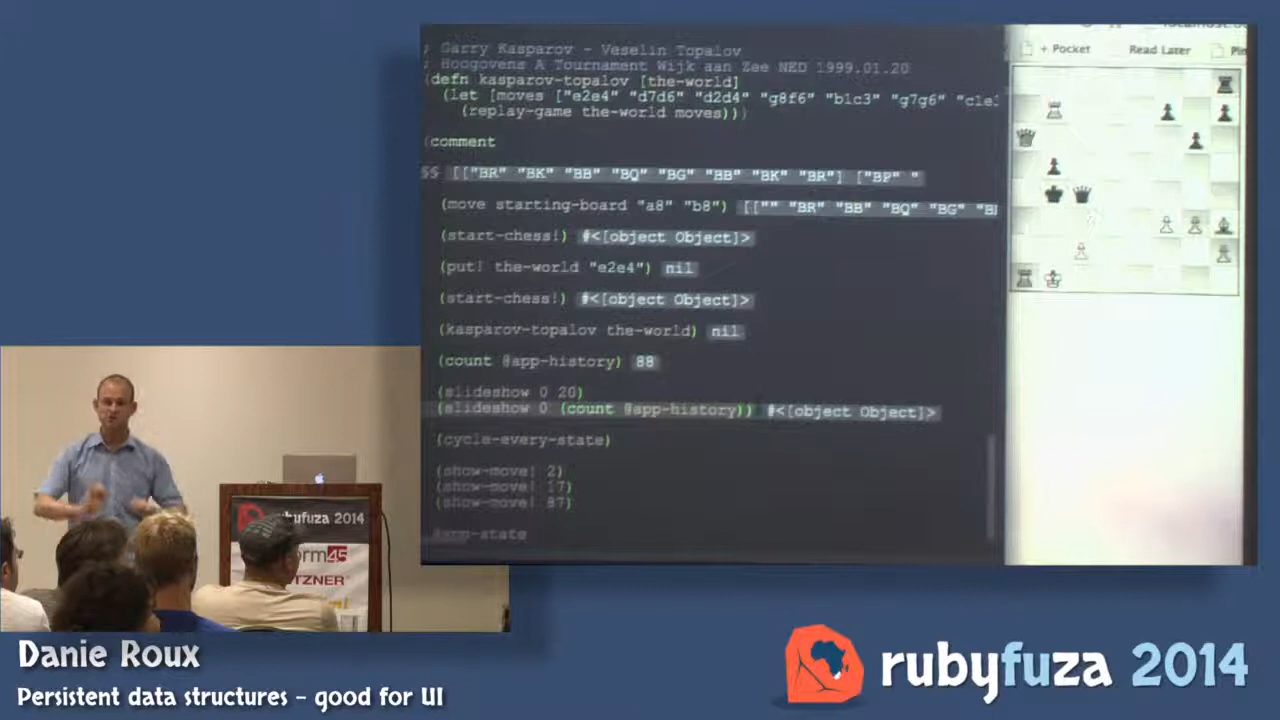 ; Garry Kasparov - Veselin Topalov
; Hoogovens A Tournament Wijk aan Zee NED 1999.01.20
(defn kasparov-topalov [the-world]
(let [moves ["e2e4" "d7d6" "d2d4" "g8f6" "b1c3" "g7g6" "c1e3
(replay-game the-world moves)))
(comment
[["BR" "BK" "BB" "BQ" "BG" "BB" "BK" "BR"] ["BP" "
(move starting-board "a8" "b8") [["" "BR" "BB" "BQ" "BG"
(start-chess!) #<[object Object]>
(put! the-world "e2e4") nil
(start-chess!) #<[object Object]>
(kasparov-topalov the-world) nil
(count @app-history) 88
(slideshow 0 20)
(slideshow 0 (count @app-history)) #<[object Object]>
(cycle-every-state)
(show-move! 2)
(show-move! 17)
(show-move! 87)
@app-state
+ Pocket
Read Later
rubyfuza 2014
orm45
TZNER
Danie Roux
Persistent data structures - good for UI
rubyfuza 2014